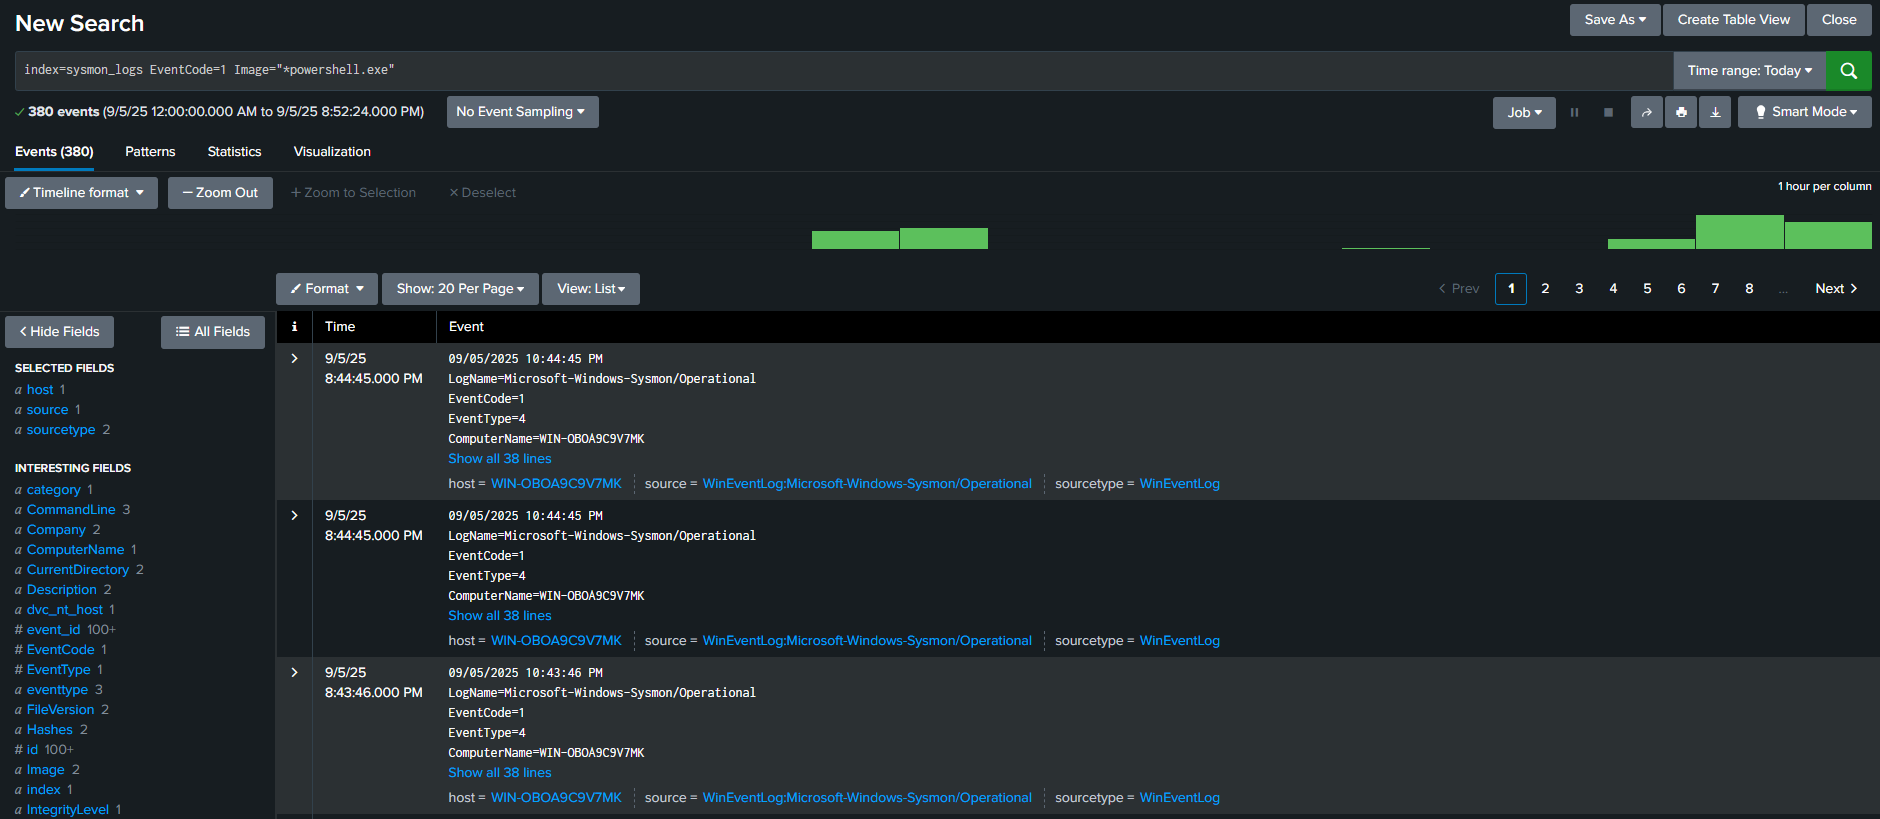 New Search
Save As
Create Table View
Close
index=sysmon_logs EventCode=1 Image="*powershell.exe"
Time range: Today
380 events (9/5/25 12:00:00.000 AM to 9/5/25 8:52:24.000 PM)
No Event Sampling
Job
Smart Mode
Events (380)
Patterns
Statistics
Visualization
Timeline format
— Zoom Out
+ Zoom to Selection
× Deselect
1 hour per column
Format
Show: 20 Per Page
View: List
< Prev
1
2
3
4
5
6
7
8
...
Next >
< Hide Fields
All Fields
SELECTED FIELDS
a host 1
a source 1
a sourcetype 2
INTERESTING FIELDS
a category 1
a CommandLine 3
a Company 2
a ComputerName 1
a CurrentDirectory 2
a Description 2
a dvc_nt_host 1
# event_id 100+
# EventCode 1
# EventType 1
a eventtype 3
a FileVersion 2
a Hashes 2
# id 100+
a Image 2
a index 1
a IntegrityLevel 1
i
Time
Event
>
9/5/25
8:44:45.000 PM
09/05/2025 10:44:45 PM
LogName=Microsoft-Windows-Sysmon/Operational
EventCode=1
EventType=4
ComputerName=WIN-OBOA9C9V7MK
Show all 38 lines
host = WIN-OBOA9C9V7MK
source = WinEventLog:Microsoft-Windows-Sysmon/Operational
sourcetype = WinEventLog
>
9/5/25
8:44:45.000 PM
09/05/2025 10:44:45 PM
LogName=Microsoft-Windows-Sysmon/Operational
EventCode=1
EventType=4
ComputerName=WIN-OBOA9C9V7MK
Show all 38 lines
host = WIN-OBOA9C9V7MK
source = WinEventLog:Microsoft-Windows-Sysmon/Operational
sourcetype = WinEventLog
>
9/5/25
8:43:46.000 PM
09/05/2025 10:43:46 PM
LogName=Microsoft-Windows-Sysmon/Operational
EventCode=1
EventType=4
ComputerName=WIN-OBOA9C9V7MK
Show all 38 lines
host = WIN-OBOA9C9V7MK
source = WinEventLog:Microsoft-Windows-Sysmon/Operational
sourcetype = WinEventLog